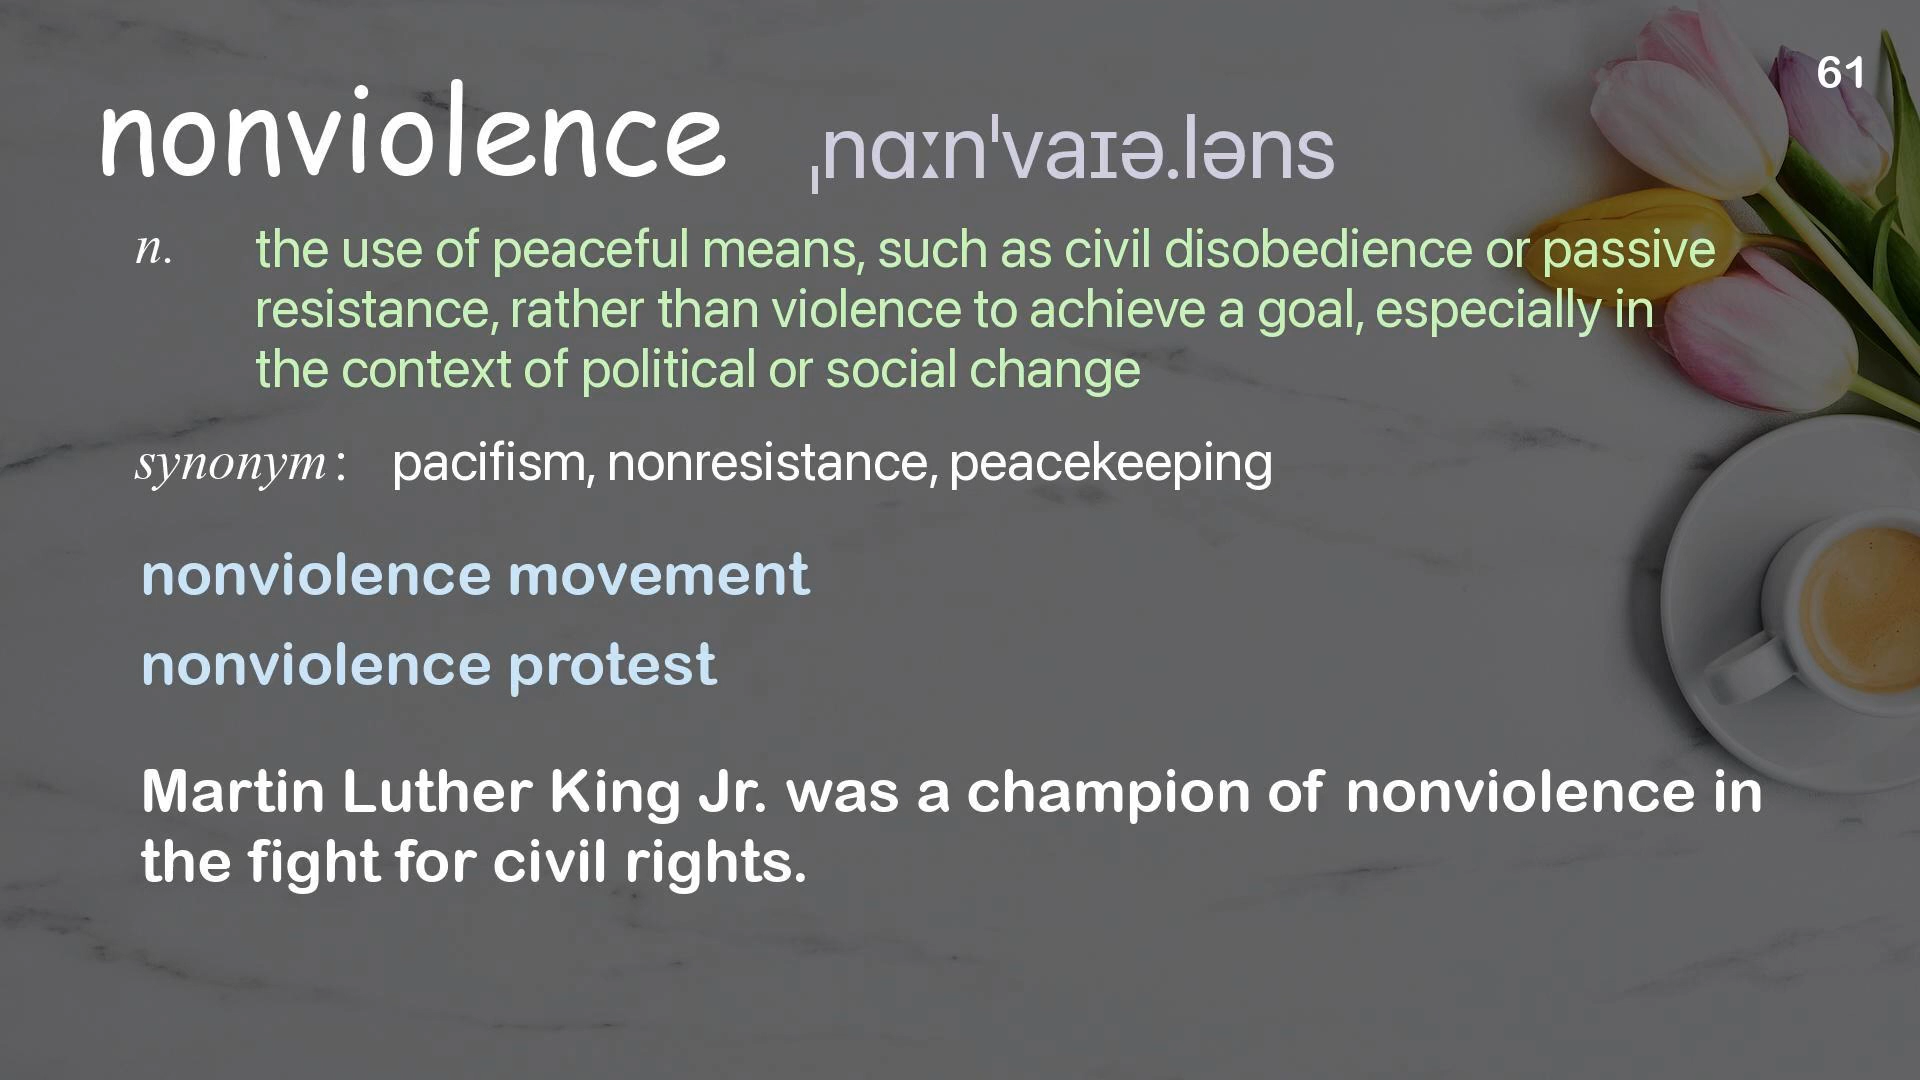 61
nonviolence ˌnɑːnˈvaɪə.ləns
n. the use of peaceful means, such as civil disobedience or passive
resistance, rather than violence to achieve a goal, especially in
the context of political or social change
synonym: pacifism, nonresistance, peacekeeping
nonviolence movement
nonviolence protest
Martin Luther King Jr. was a champion of nonviolence in
the fight for civil rights.